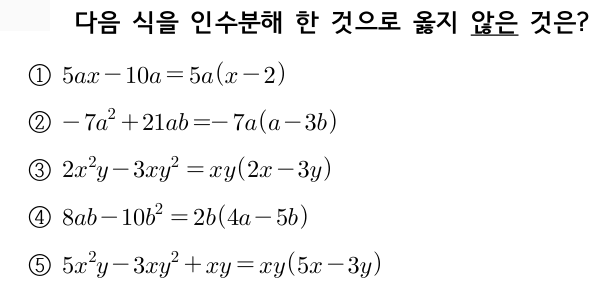 다음 식을 인수분해 한 것으로 옳지 않은 것은?
① 5ax−10a=5a(x−2)
② −7a²+21ab=−7a(a−3b)
③ 2x²y−3xy²=xy(2x−3y)
④ 8ab−10b²=2b(4a−5b)
⑤ 5x²y−3xy²+xy=xy(5x−3y)